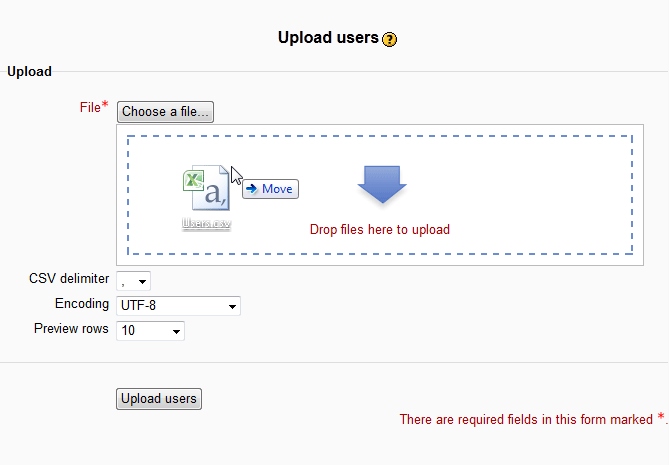 Upload users ?
Upload
File* Choose a file...
a,
Move
Users.csv
Drop files here to upload
CSV delimiter ,
Encoding UTF-8
Preview rows 10
Upload users
There are required fields in this form marked *.